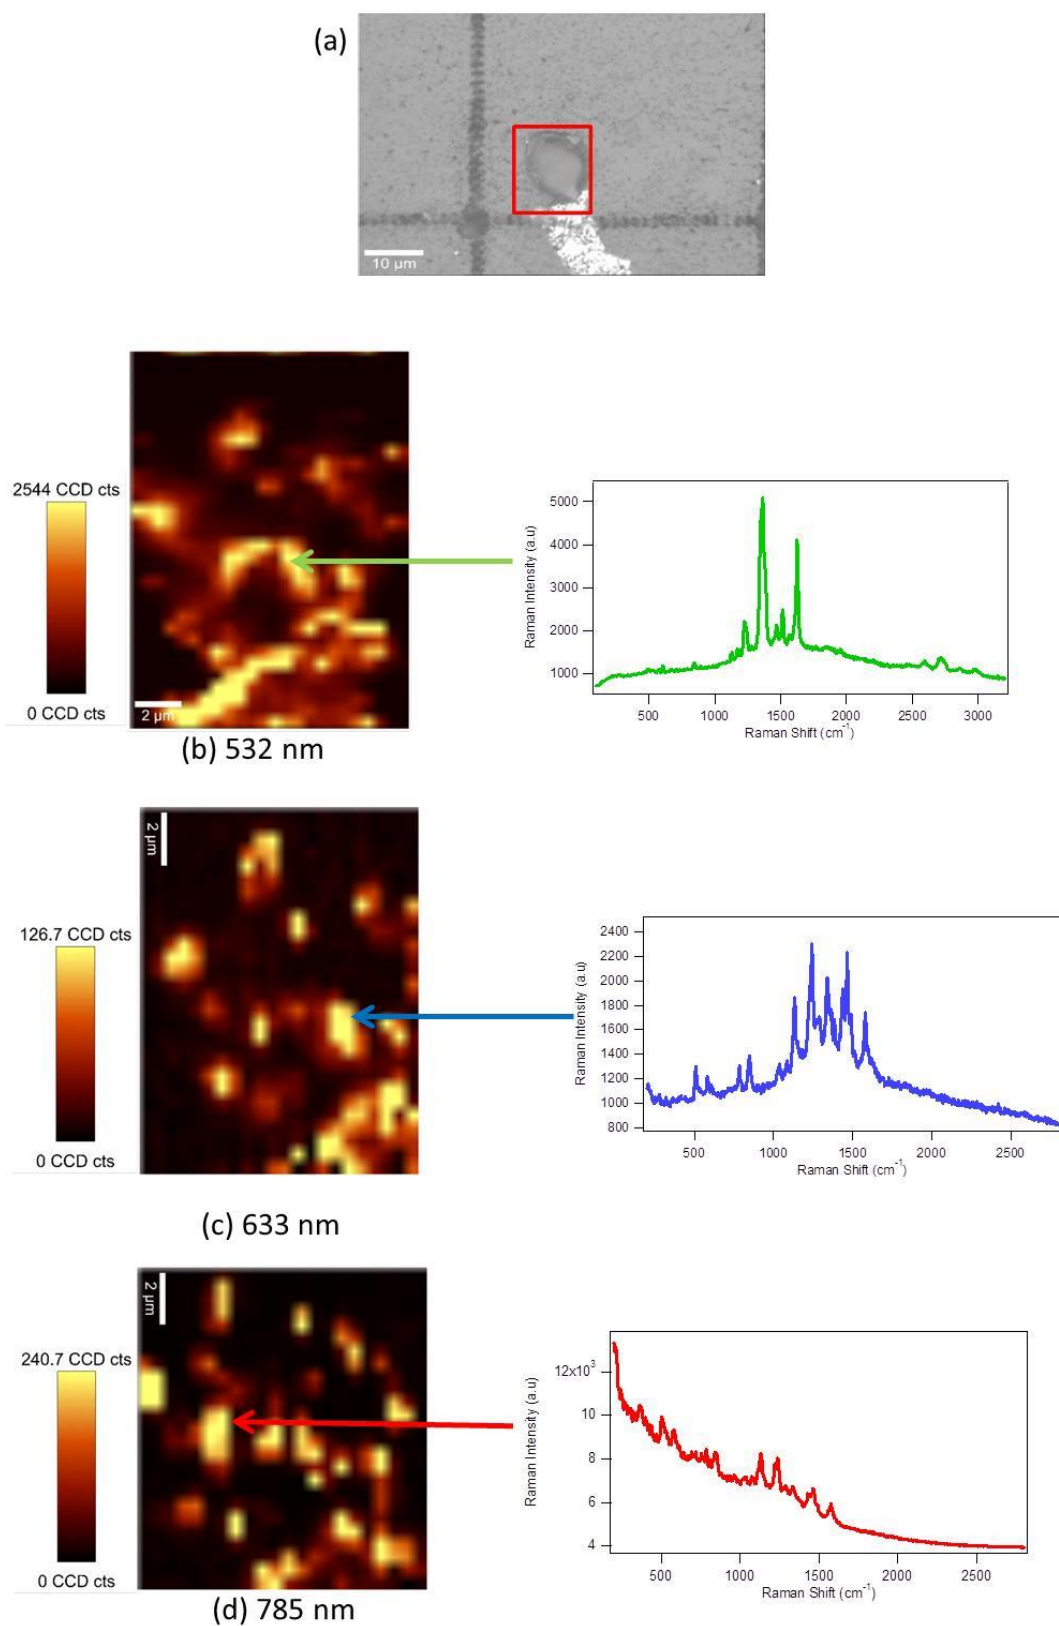 (a)
10 µm
2544 CCD cts
0 CCD cts
2 µm
(b) 532 nm
Raman Intensity (a.u)
5000
4000
3000
2000
1000
500
1000
1500
2000
2500
3000
Raman Shift (cm-1)
2 µm
126.7 CCD cts
0 CCD cts
(c) 633 nm
Raman Intensity (a.u)
2400
2200
2000
1800
1600
1400
1200
1000
800
500
1000
1500
2000
2500
Raman Shift (cm-1)
2 µm
240.7 CCD cts
0 CCD cts
(d) 785 nm
Raman Intensity (a.u)
12x10³
10
8
6
4
500
1000
1500
2000
2500
Raman Shift (cm-1)